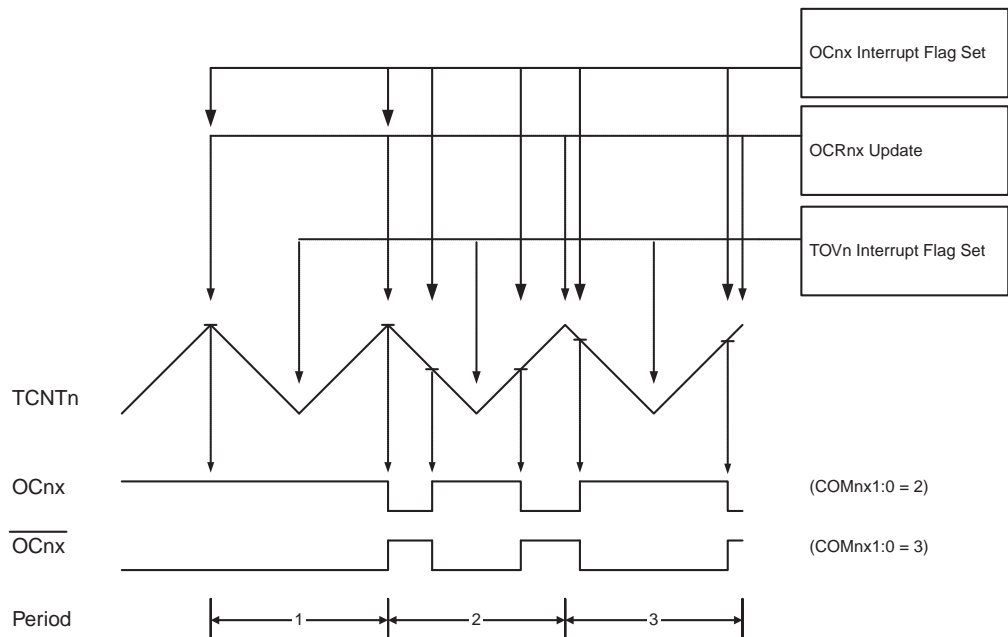 OCnx Interrupt Flag Set
OCRnx Update
TOVn Interrupt Flag Set
TCNTn
OCnx
(COMnx1:0 = 2)
OCnx
(COMnx1:0 = 3)
Period
1
2
3